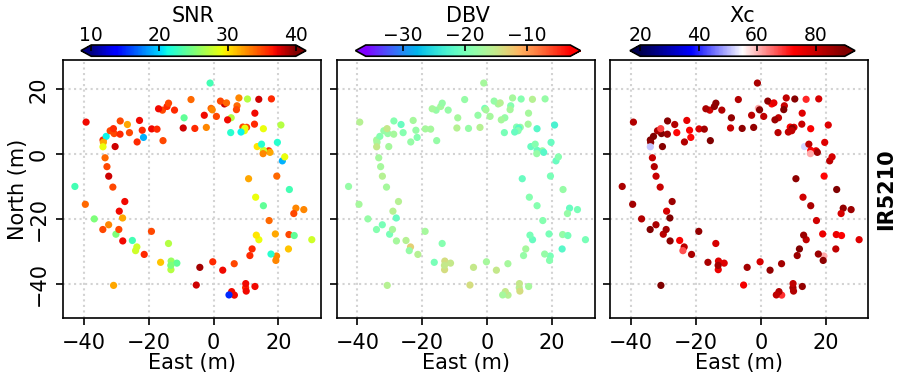 SNR DBV Xc
10 20 30 40 −30 −20 −10 20 40 60 80
20
0
−20
−40
North (m)
−40 −20 0 20 −40 −20 0 20 −40 −20 0 20
East (m) East (m) East (m)
IR5210